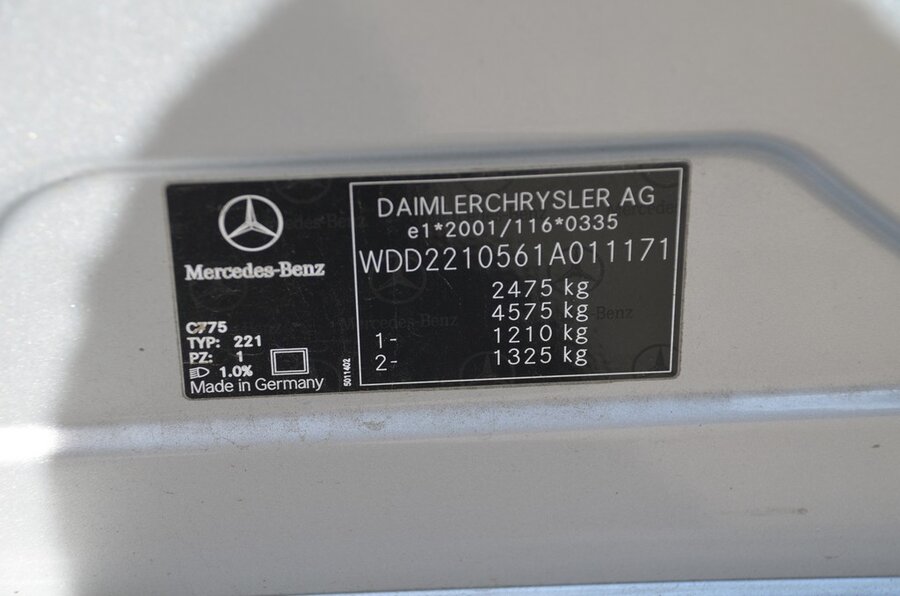 Mercedes-Benz
C775
TYP: 221
PZ: 1
1.0%
Made in Germany
5011402
DAIMLERCHRYSLER AG
e1*2001/116*0335
WDD2210561A011171
2475 kg
4575 kg
1- 1210 kg
2- 1325 kg